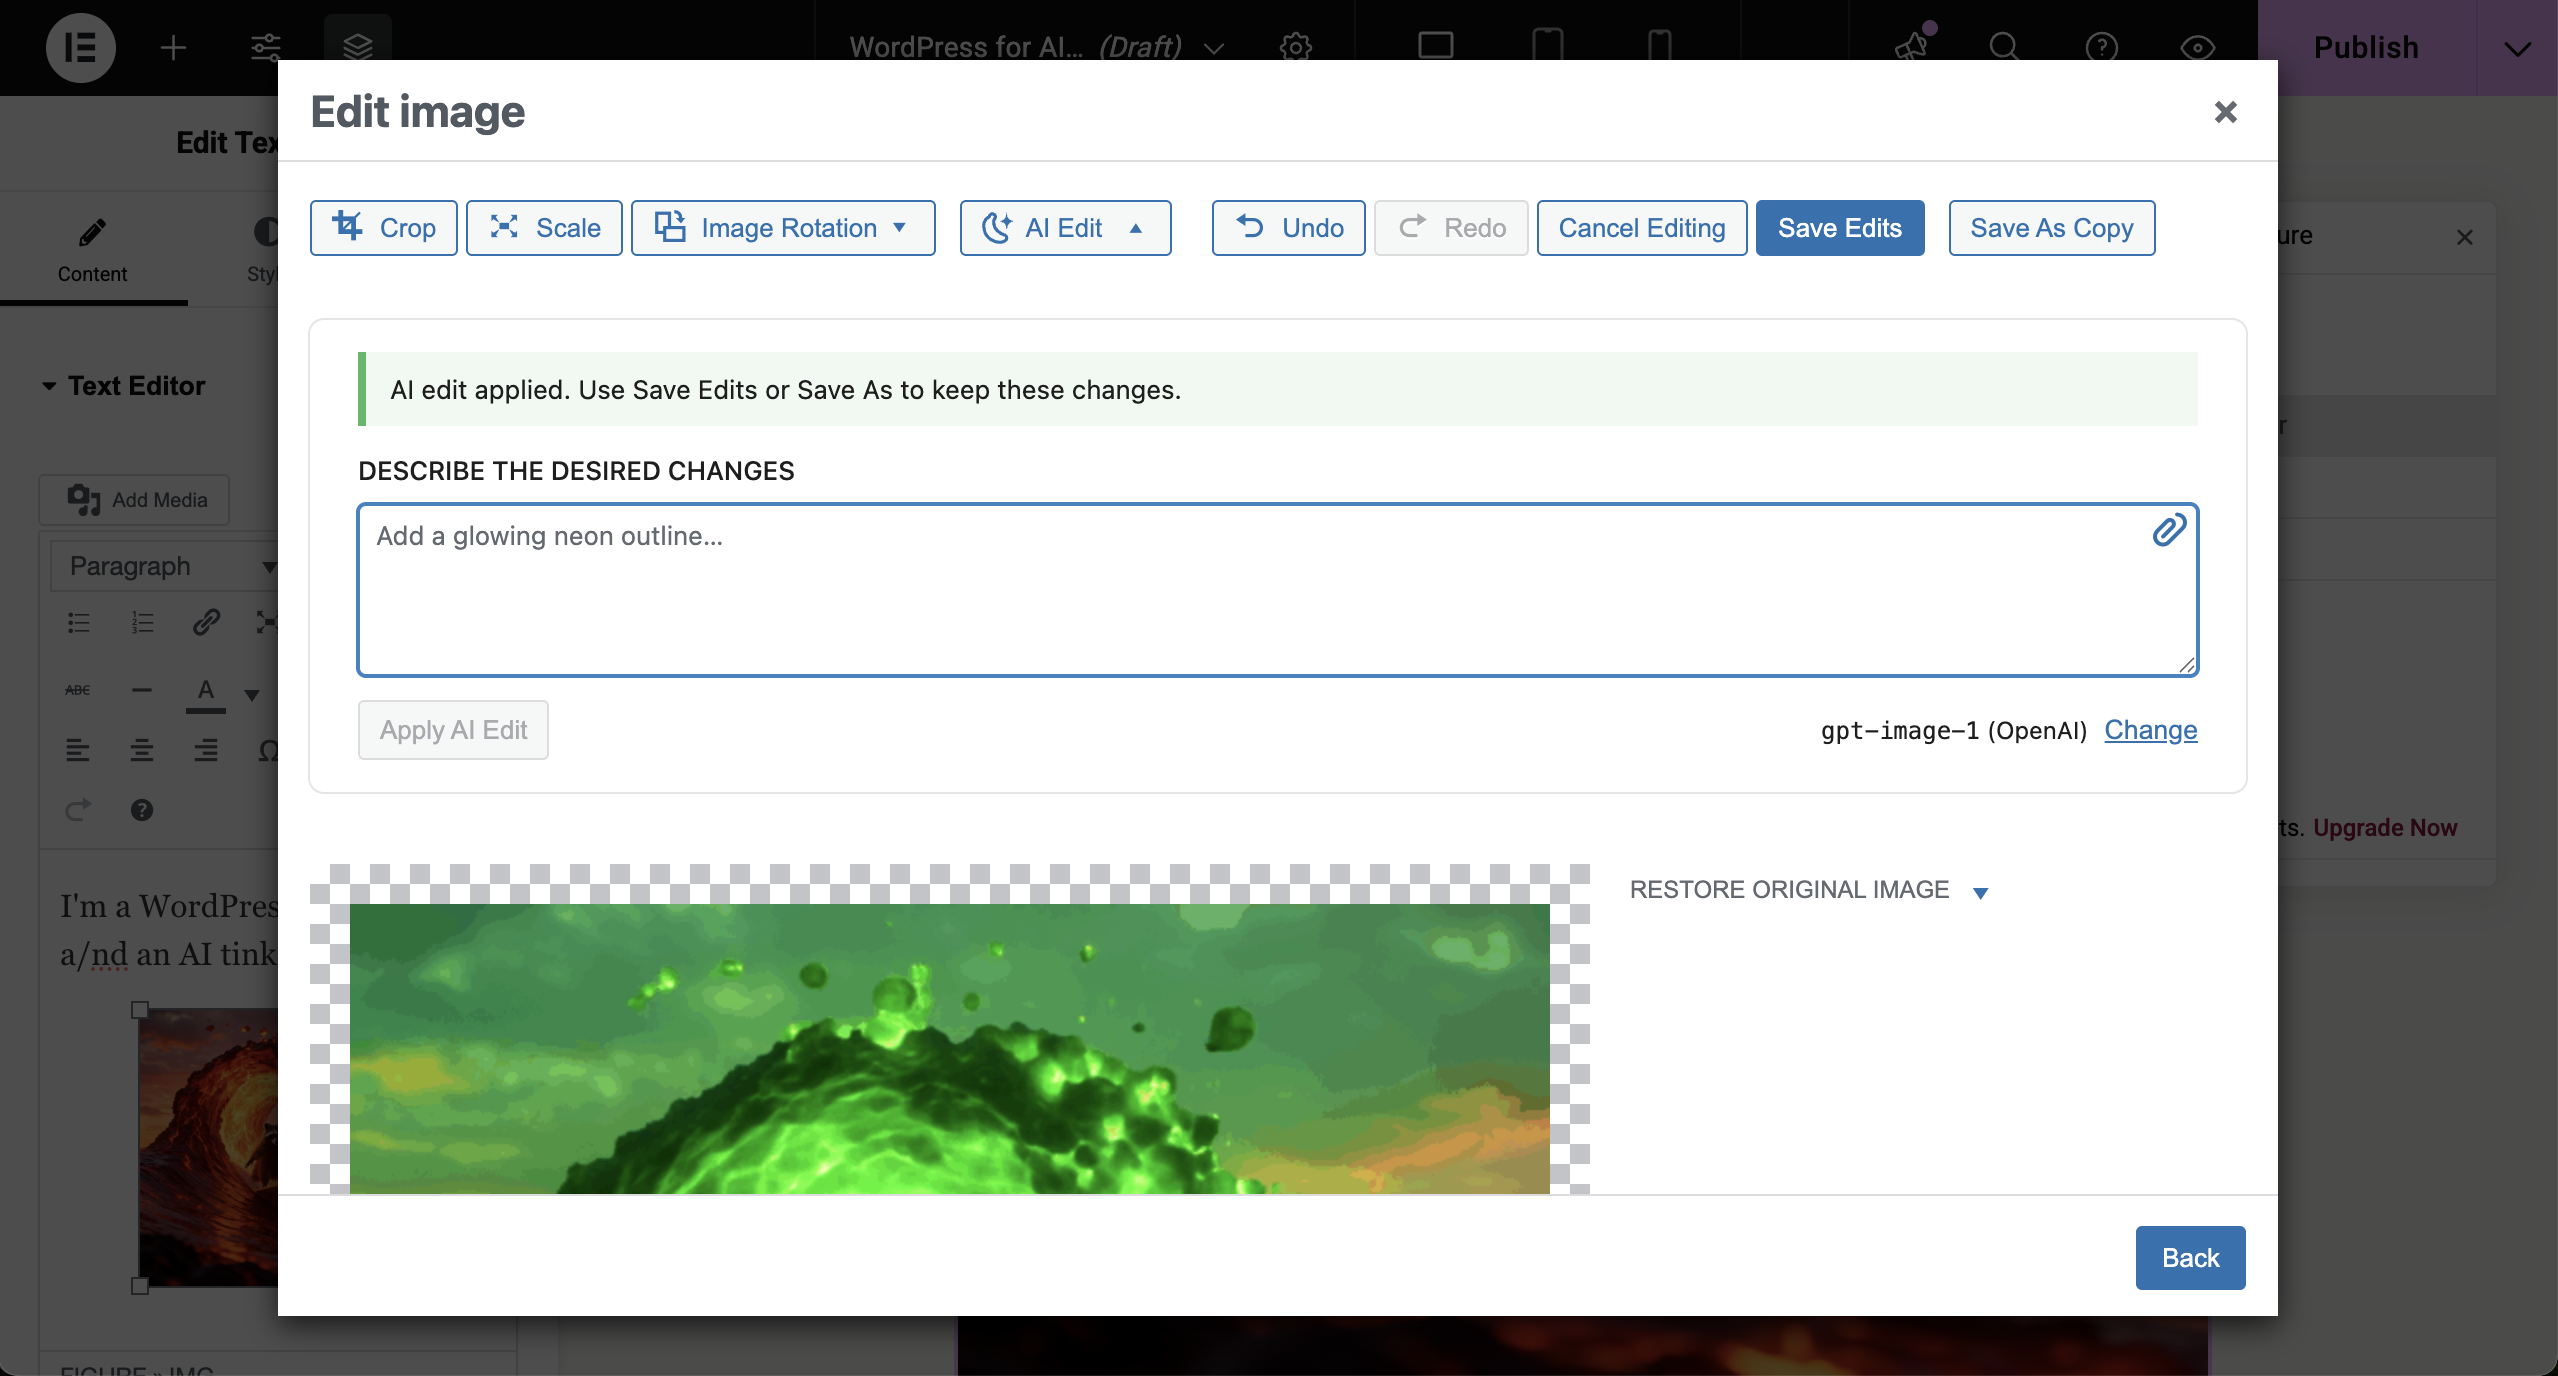 WordPress for AI... (Draft)
Publish
Edit image
Edit Tex
Content
Styl
Crop
Scale
Image Rotation
AI Edit
Undo
Redo
Cancel Editing
Save Edits
Save As Copy
ure
AI edit applied. Use Save Edits or Save As to keep these changes.
Text Editor
r
DESCRIBE THE DESIRED CHANGES
Add Media
Add a glowing neon outline...
Paragraph
ABC
A
Apply AI Edit
gpt-image-1 (OpenAI) Change
ts. Upgrade Now
RESTORE ORIGINAL IMAGE
I'm a WordPres
a/nd an AI tink
Back
FIGURE » IMG